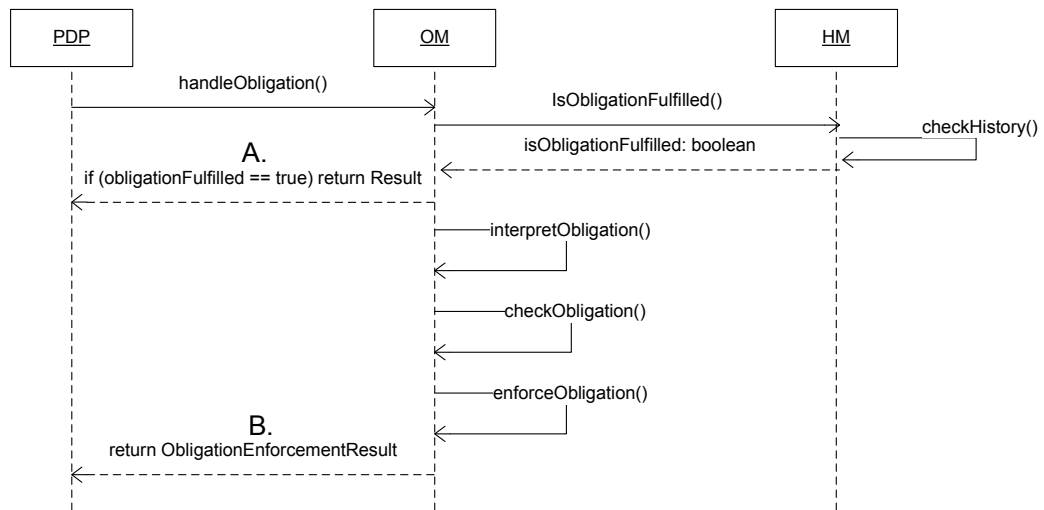 PDP
OM
HM
handleObligation()
IsObligationFulfilled()
checkHistory()
isObligationFulfilled: boolean
A.
if (obligationFulfilled == true) return Result
interpretObligation()
checkObligation()
enforceObligation()
B.
return ObligationEnforcementResult